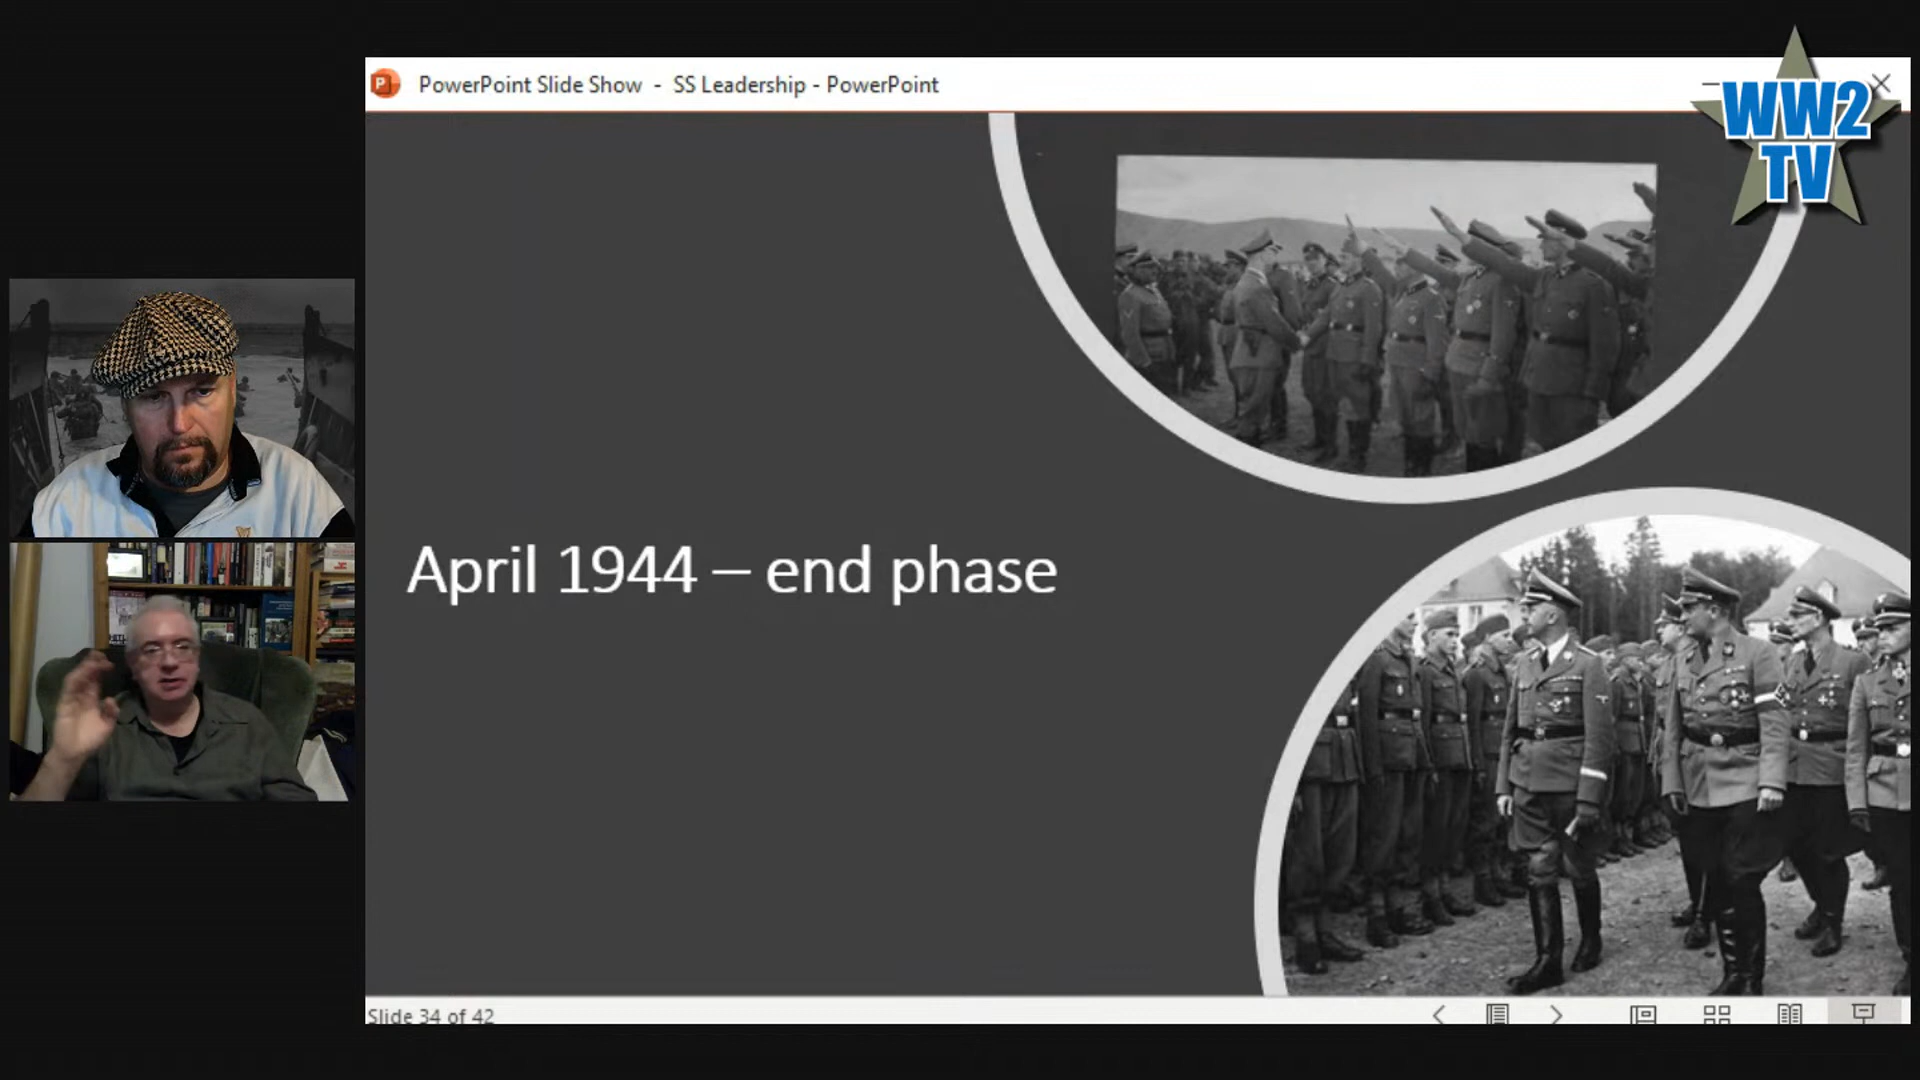 PowerPoint Slide Show - SS Leadership - PowerPoint
WW2
TV
April 1944 – end phase
Slide 34 of 42